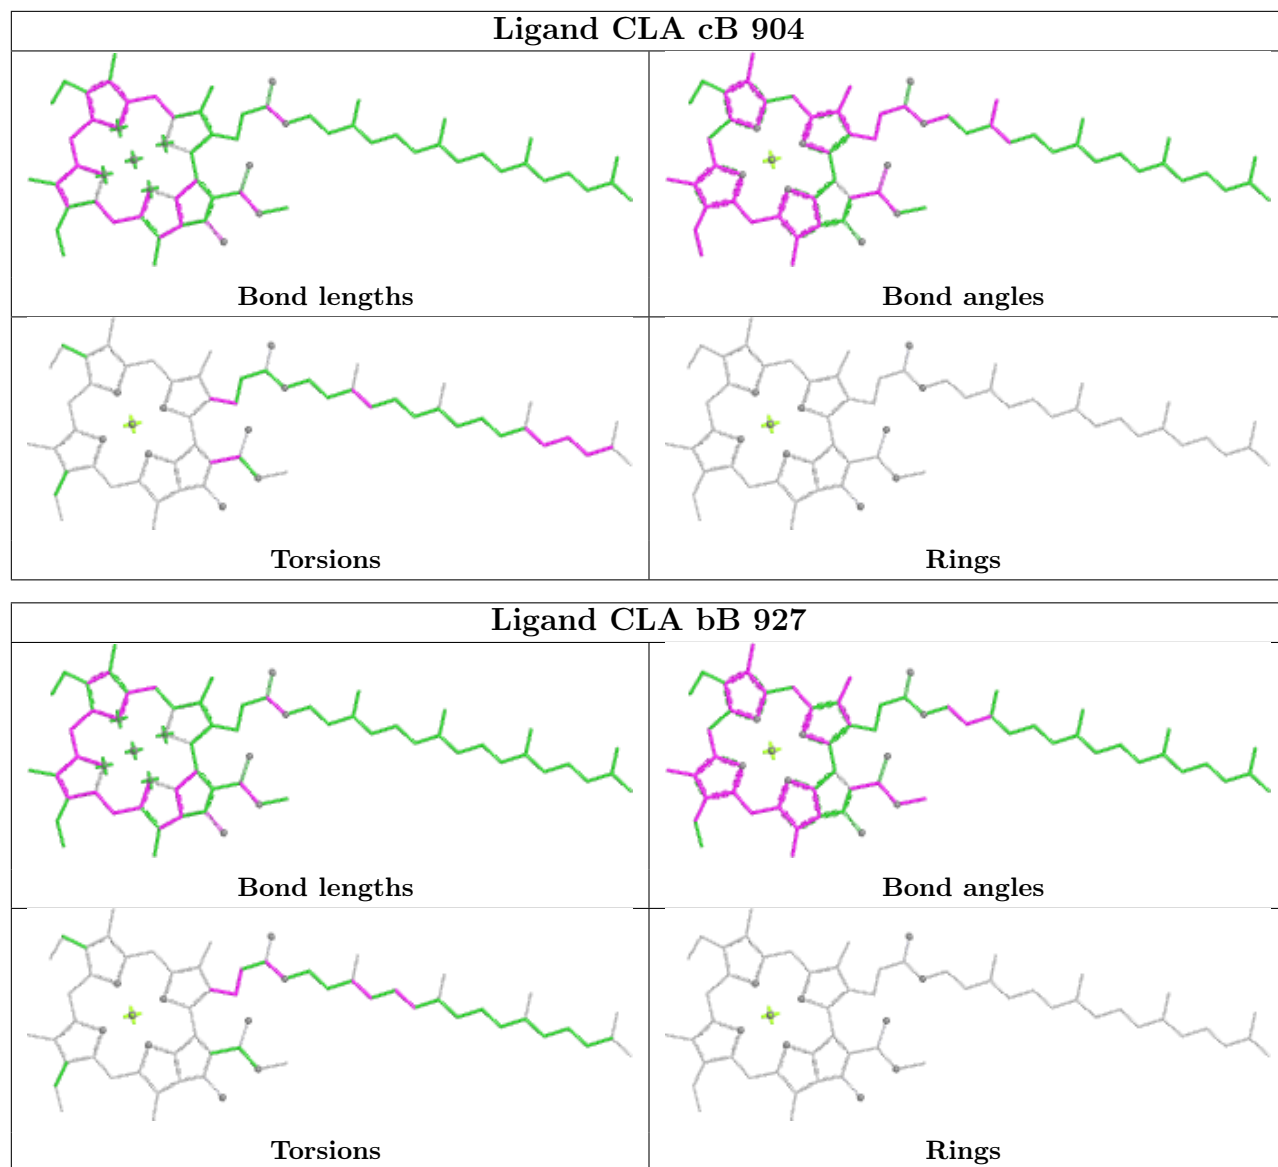 Ligand CLA cB 904
Bond lengths
Bond angles
Torsions
Rings
Ligand CLA bB 927
Bond lengths
Bond angles
Torsions
Rings